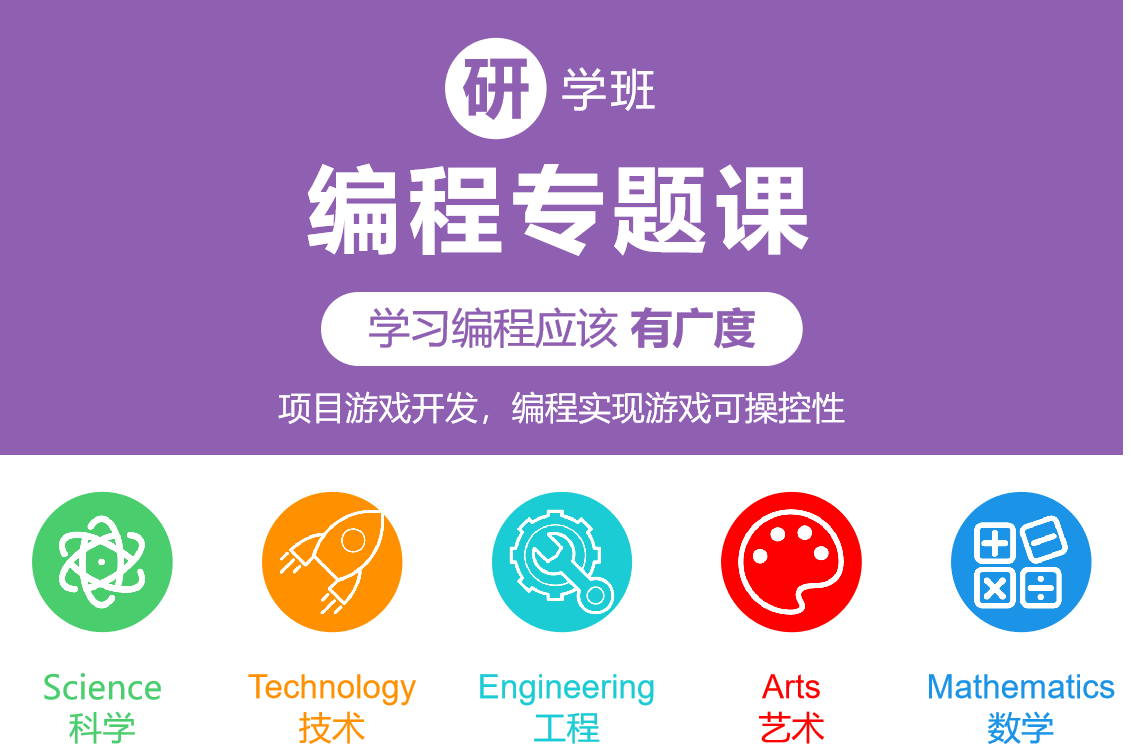 研学班
编程专题课
学习编程应该 有广度
项目游戏开发，编程实现游戏可操控性
Science Technology Engineering Arts Mathematics
科学 技术 工程 艺术 数学